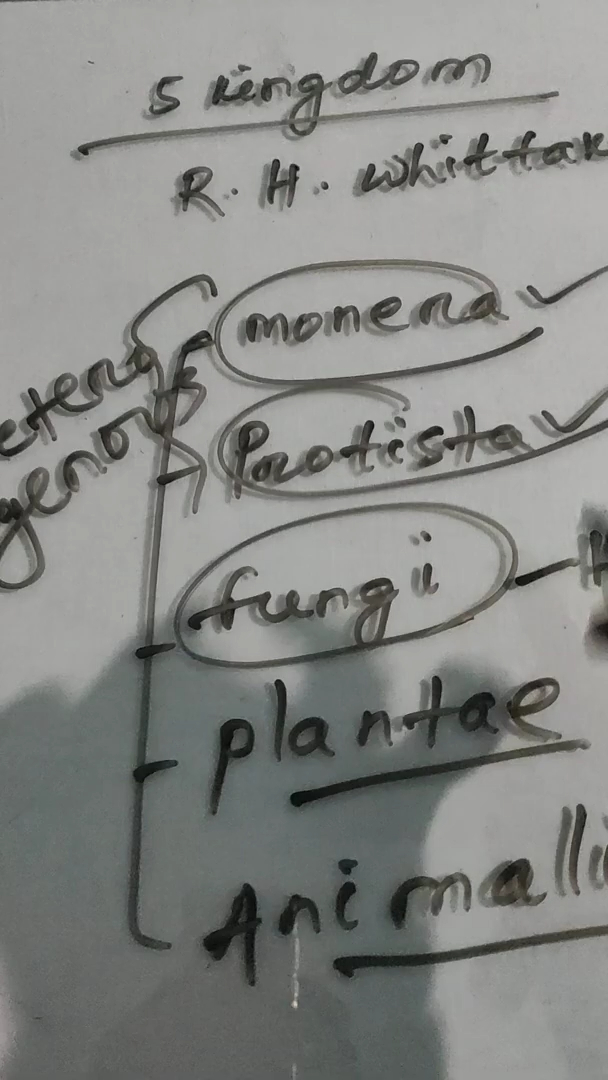 5 kingdom
R. H. whittak
monera
Protista
fungi
plantae
Animalli